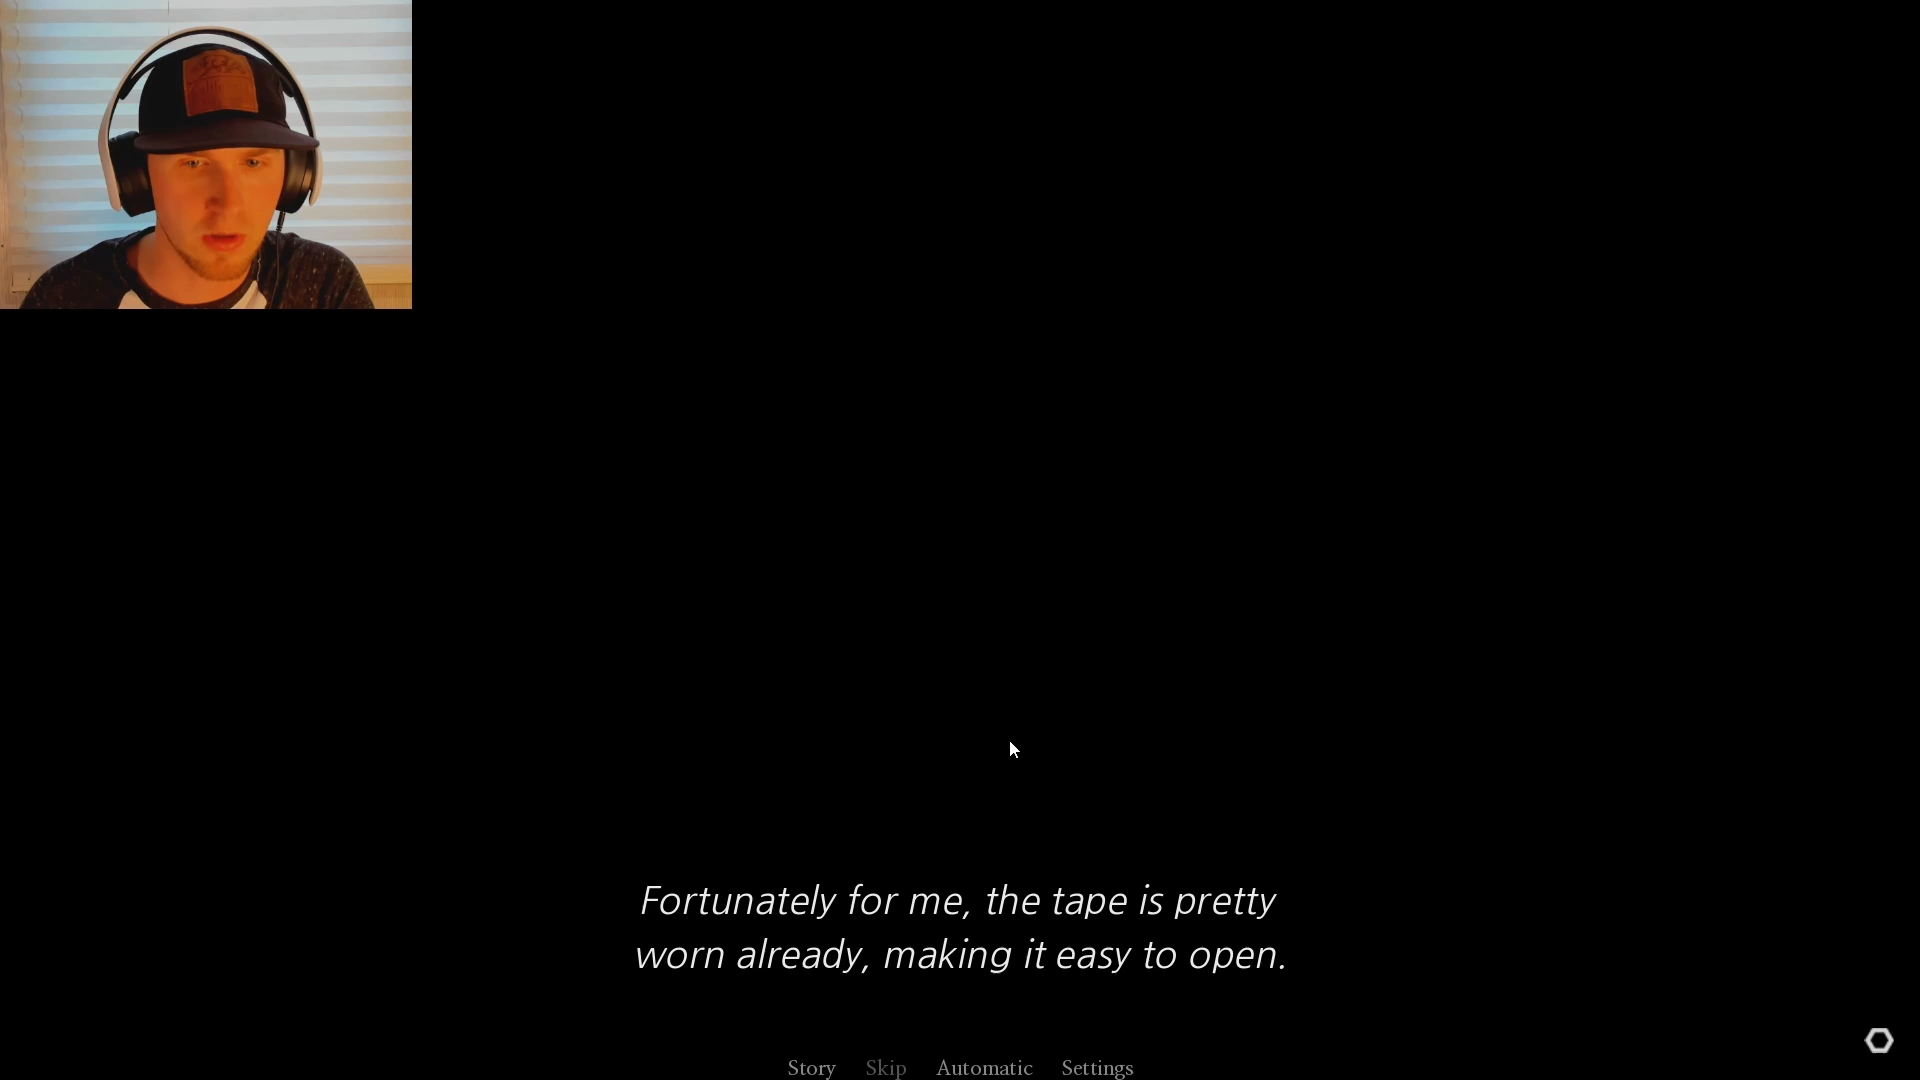 Fortunately for me, the tape is pretty
worn already, making it easy to open.
Story Skip Automatic Settings